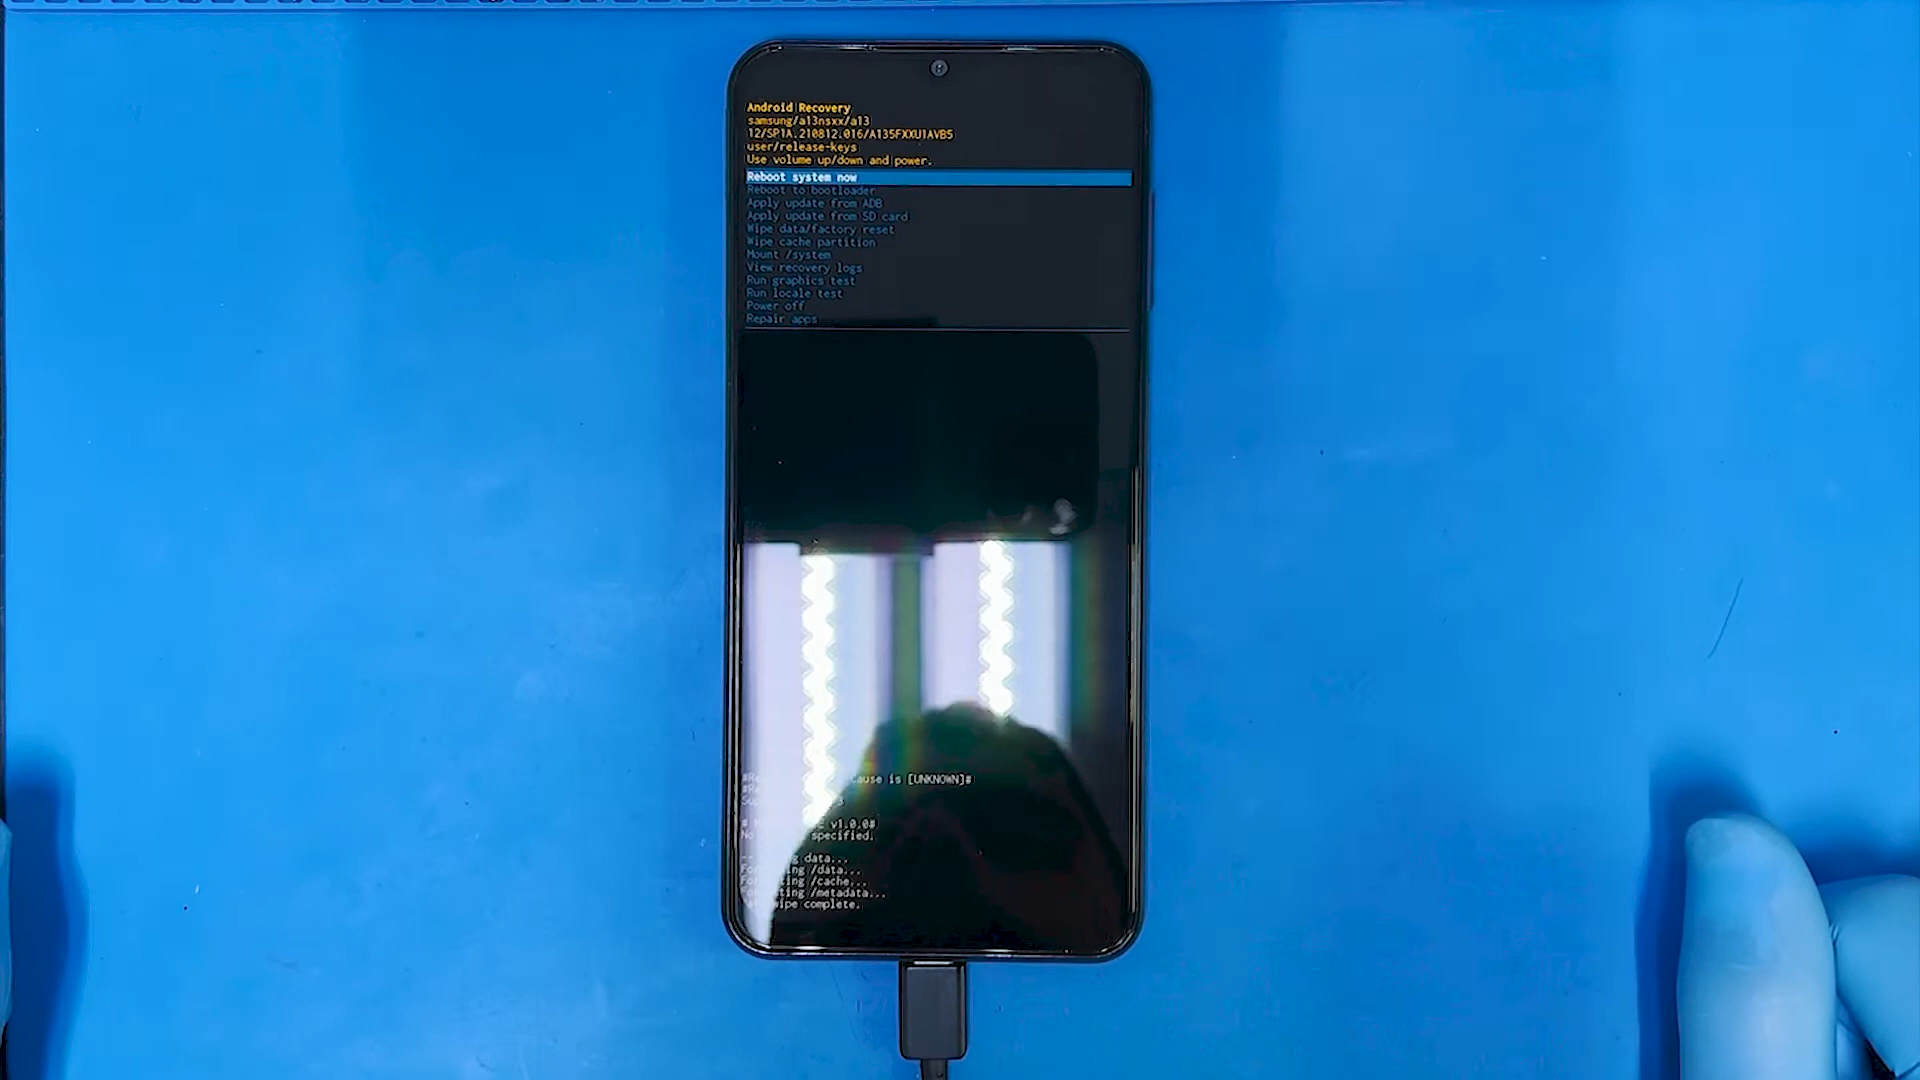 Android Recovery
samsung/a13nsxx/a13
12/SP1A.210812.016/A135FXXU1AVB5
user/release-keys
Use volume up/down and power.
Reboot system now
Reboot to bootloader
Apply update from ADB
Apply update from SD card
Wipe data/factory reset
Wipe cache partition
Mount /system
View recovery logs
Run graphics test
Run locale test
Power off
Repair apps
cause is [UNKNOWN]#
v1.0.0#
No specified.
data...
/data...
/cache...
/metadata...
wipe complete.